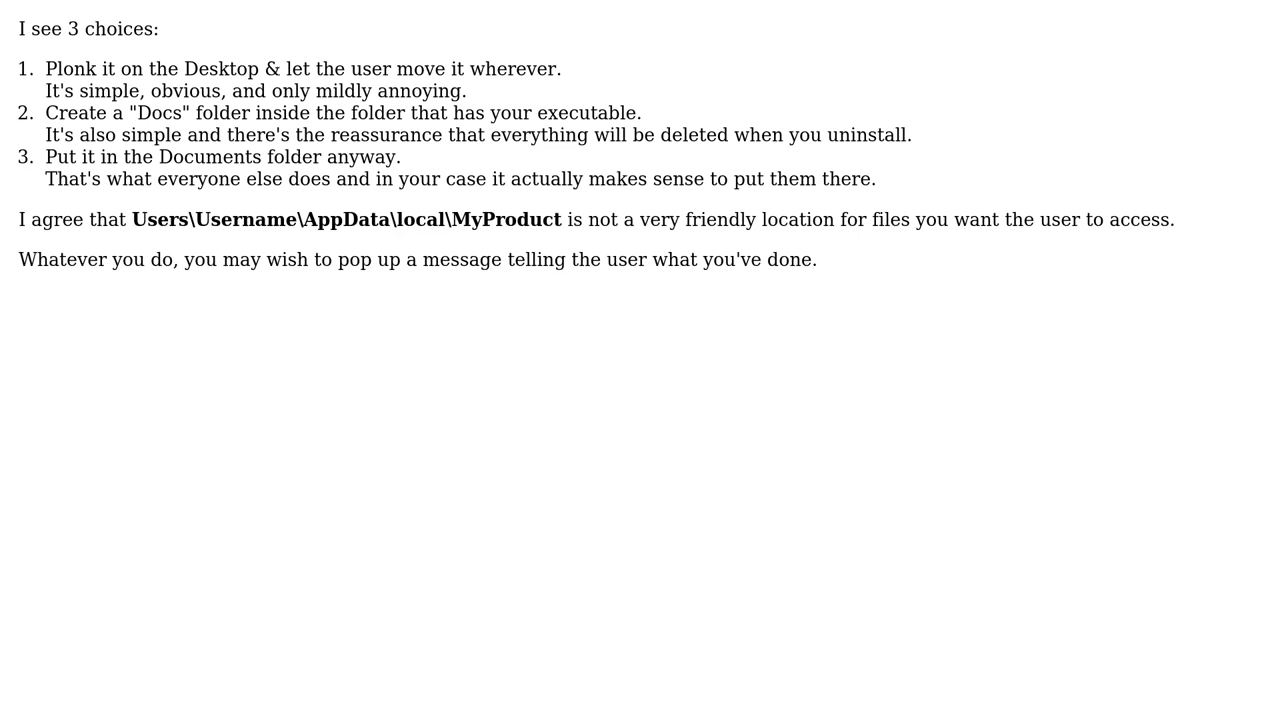 I see 3 choices:
1. Plonk it on the Desktop & let the user move it wherever.
It's simple, obvious, and only mildly annoying.
2. Create a "Docs" folder inside the folder that has your executable.
It's also simple and there's the reassurance that everything will be deleted when you uninstall.
3. Put it in the Documents folder anyway.
That's what everyone else does and in your case it actually makes sense to put them there.
I agree that Users\Username\AppData\local\MyProduct is not a very friendly location for files you want the user to access.
Whatever you do, you may wish to pop up a message telling the user what you've done.